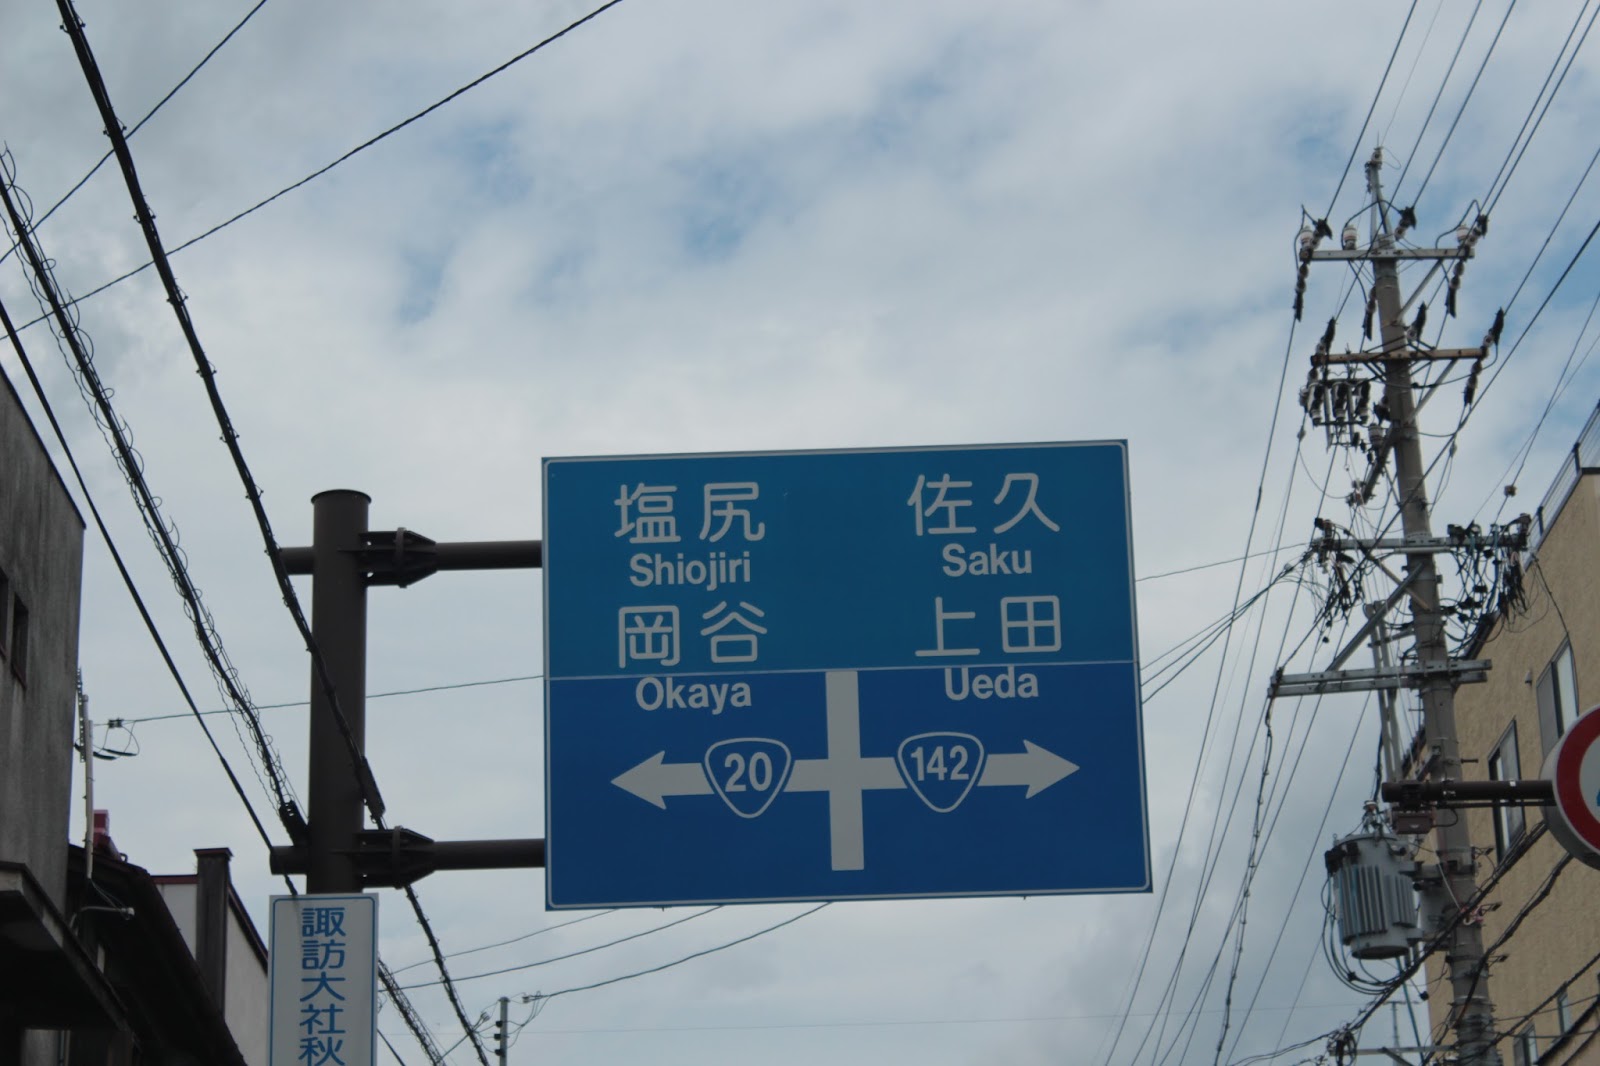 塩尻
Shiojiri
岡谷
Okaya
佐久
Saku
上田
Ueda
20
142
諏訪大社秋